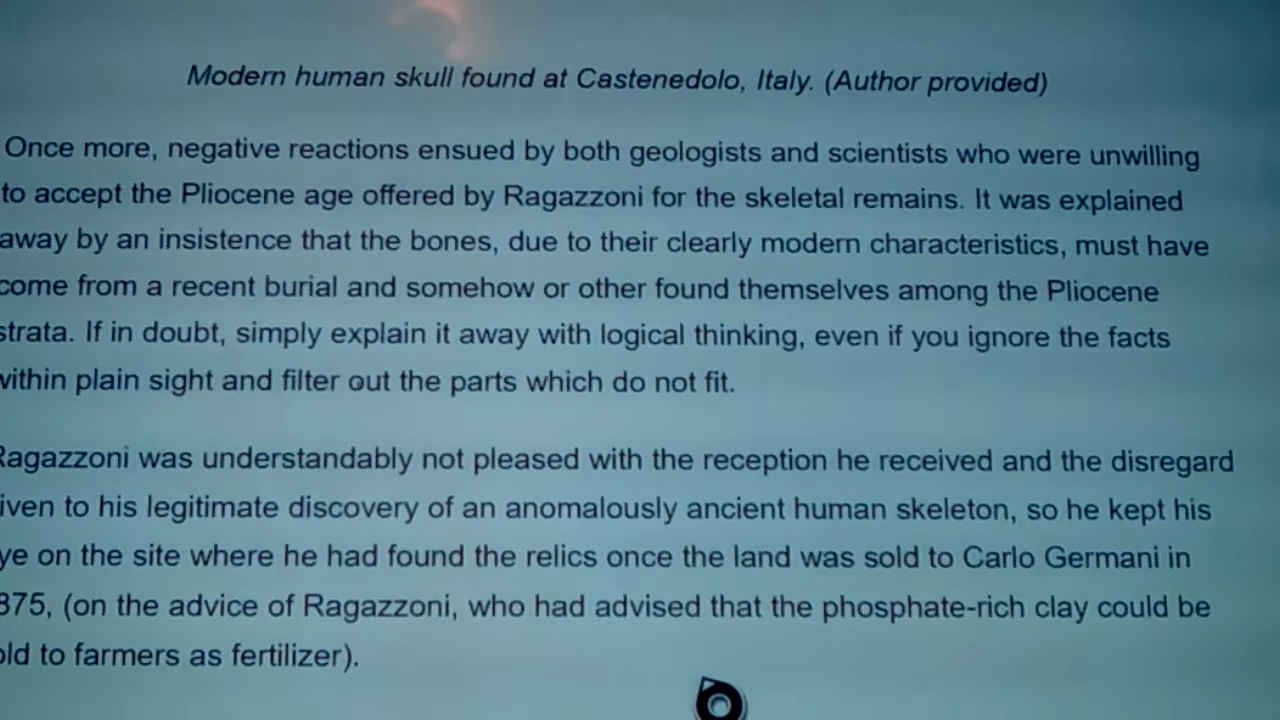 Modern human skull found at Castenedolo, Italy. (Author provided)
Once more, negative reactions ensued by both geologists and scientists who were unwilling
to accept the Pliocene age offered by Ragazzoni for the skeletal remains. It was explained
away by an insistence that the bones, due to their clearly modern characteristics, must have
come from a recent burial and somehow or other found themselves among the Pliocene
strata. If in doubt, simply explain it away with logical thinking, even if you ignore the facts
within plain sight and filter out the parts which do not fit.
Ragazzoni was understandably not pleased with the reception he received and the disregard
iven to his legitimate discovery of an anomalously ancient human skeleton, so he kept his
ye on the site where he had found the relics once the land was sold to Carlo Germani in
875, (on the advice of Ragazzoni, who had advised that the phosphate-rich clay could be
old to farmers as fertilizer).